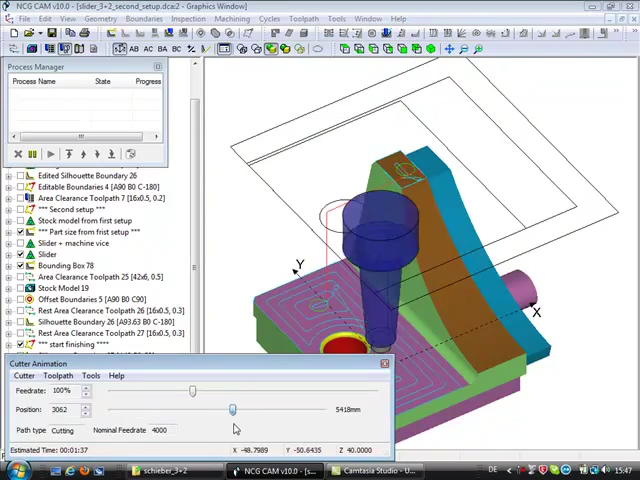 NCG CAM v10.0 - [slider_3+2_second_setup.dca:2 - Graphics Window]
File Edit View Geometry Boundaries Inspection Machining Cycles Toolpath Tools Window Help
AB AC BA BC
Process Manager
Process Name State Progress
Edited Silhouette Boundary 26
Editable Boundaries 4 [A90 B0 C-180]
Area Clearance Toolpath 7 [16x0.5, 0.2]
*** Second setup ***
Stock model from first setup
*** Part size from frist setup ***
Slider + machine vice
Slider
Bounding Box 78
Area Clearance Toolpath 25 [42x6, 0.5]
Stock Model 19
Offset Boundaries 5 [A90 B0 C90]
Rest Area Clearance Toolpath 26 [16x0.5, 0.3]
Silhouette Boundary 26 [A93.63 B0 C-180]
Rest Area Clearance Toolpath 27 [16x0.5, 0.3]
*** start finishing ***
Y
X
Cutter Animation
Cutter Toolpath Tools Help
Feedrate: 100%
Position: 3062 5418mm
Path type Cutting Nominal Feedrate 4000
Estimated Time: 00:01:37 X -48.7989 Y -50.6435 Z 40.0000
schieber_3+2 NCG CAM v10.0 - [s... Camtasia Studio - U... DE 15:47